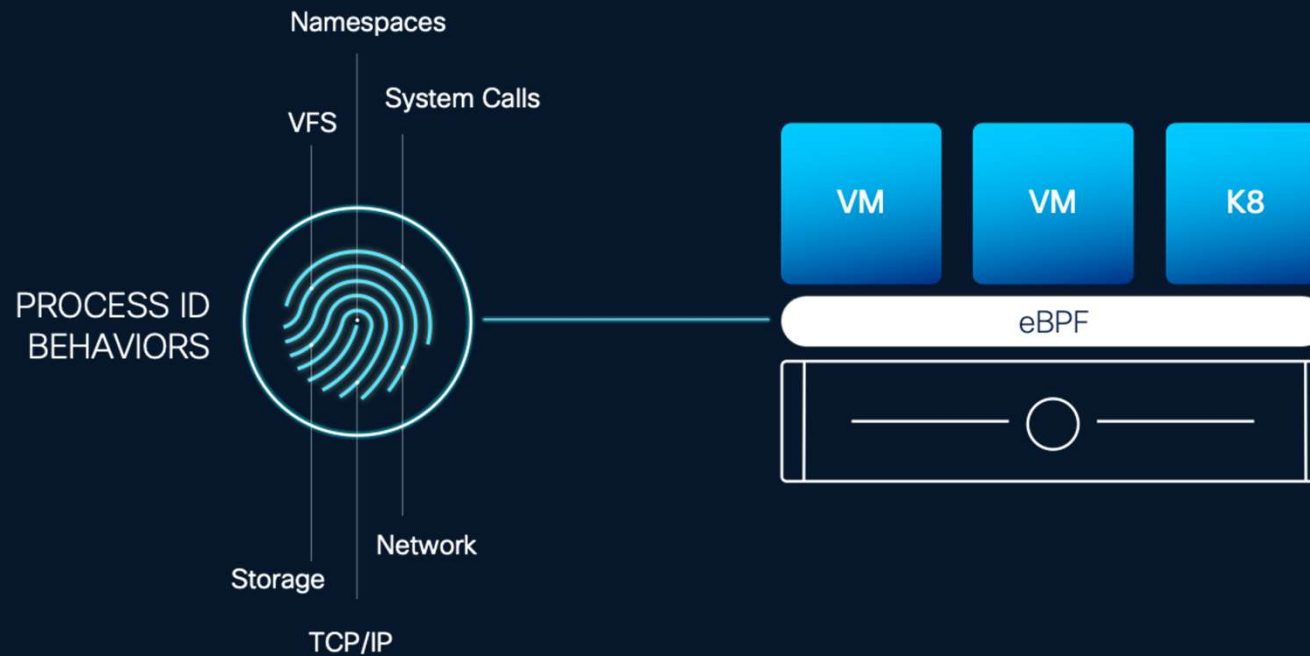 Namespaces
System Calls
VFS
PROCESS ID
BEHAVIORS
Network
Storage
TCP/IP
VM
VM
K8
eBPF